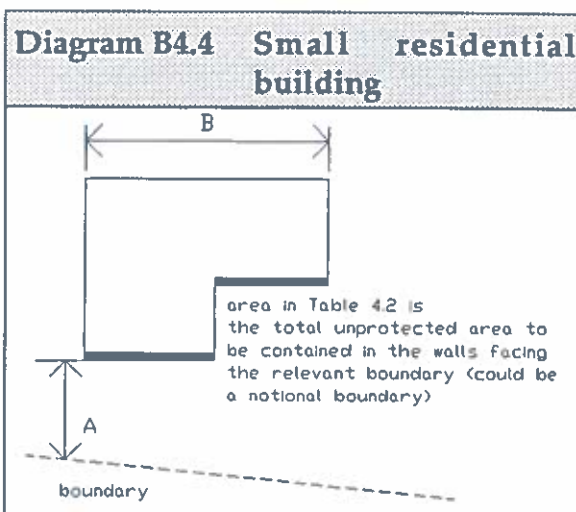 Diagram B4.4 Small residential
building
B
area in Table 4.2 is
the total unprotected area to
be contained in the walls facing
the relevant boundary (could be
a notional boundary)
A
boundary